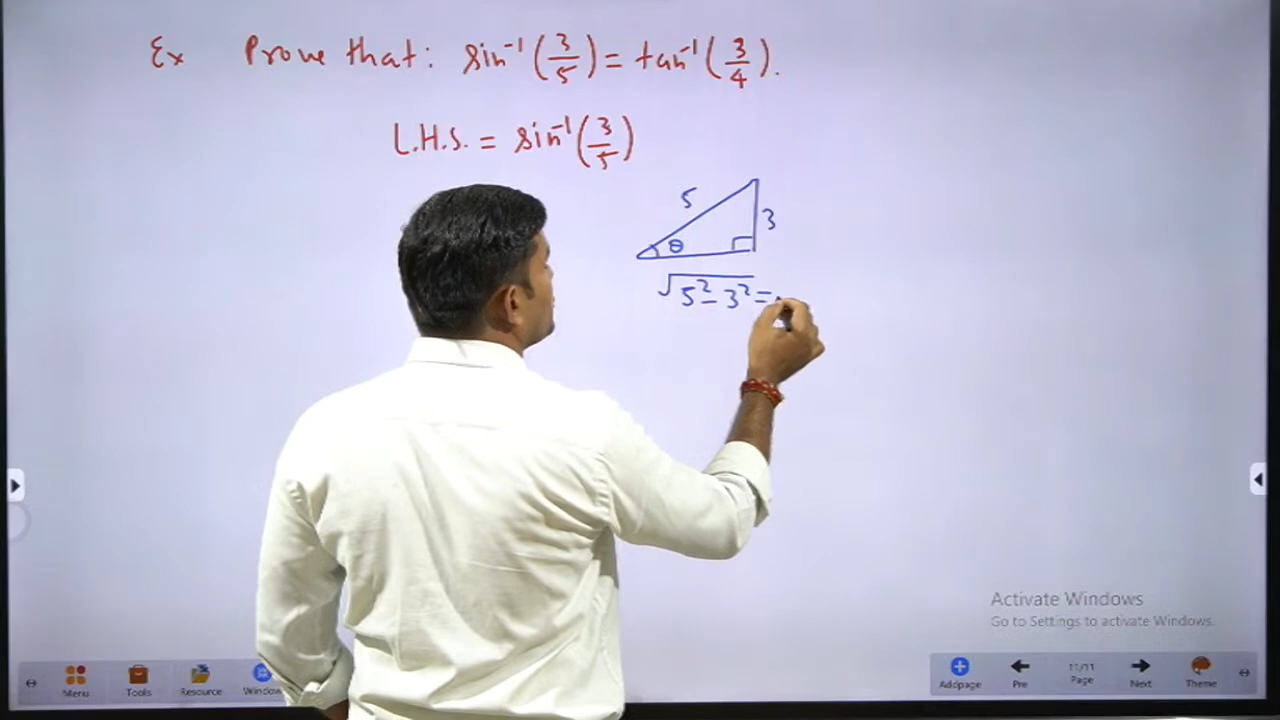 Ex Prove that: sin⁻¹(3/5) = tan⁻¹(3/4).
L.H.S. = sin⁻¹(3/5)
5
3
θ
√5²-3² =
Activate Windows
Go to Settings to activate Windows.
11/11
Menu Tools Resource Window Addpage Pre Page Next Theme